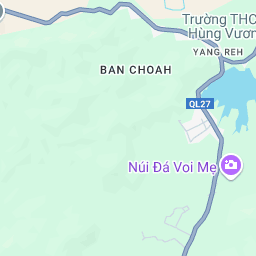 Trường THC
Hùng Vươn
YANG REH
BAN CHOAH
QL27
Núi Đá Voi Mẹ